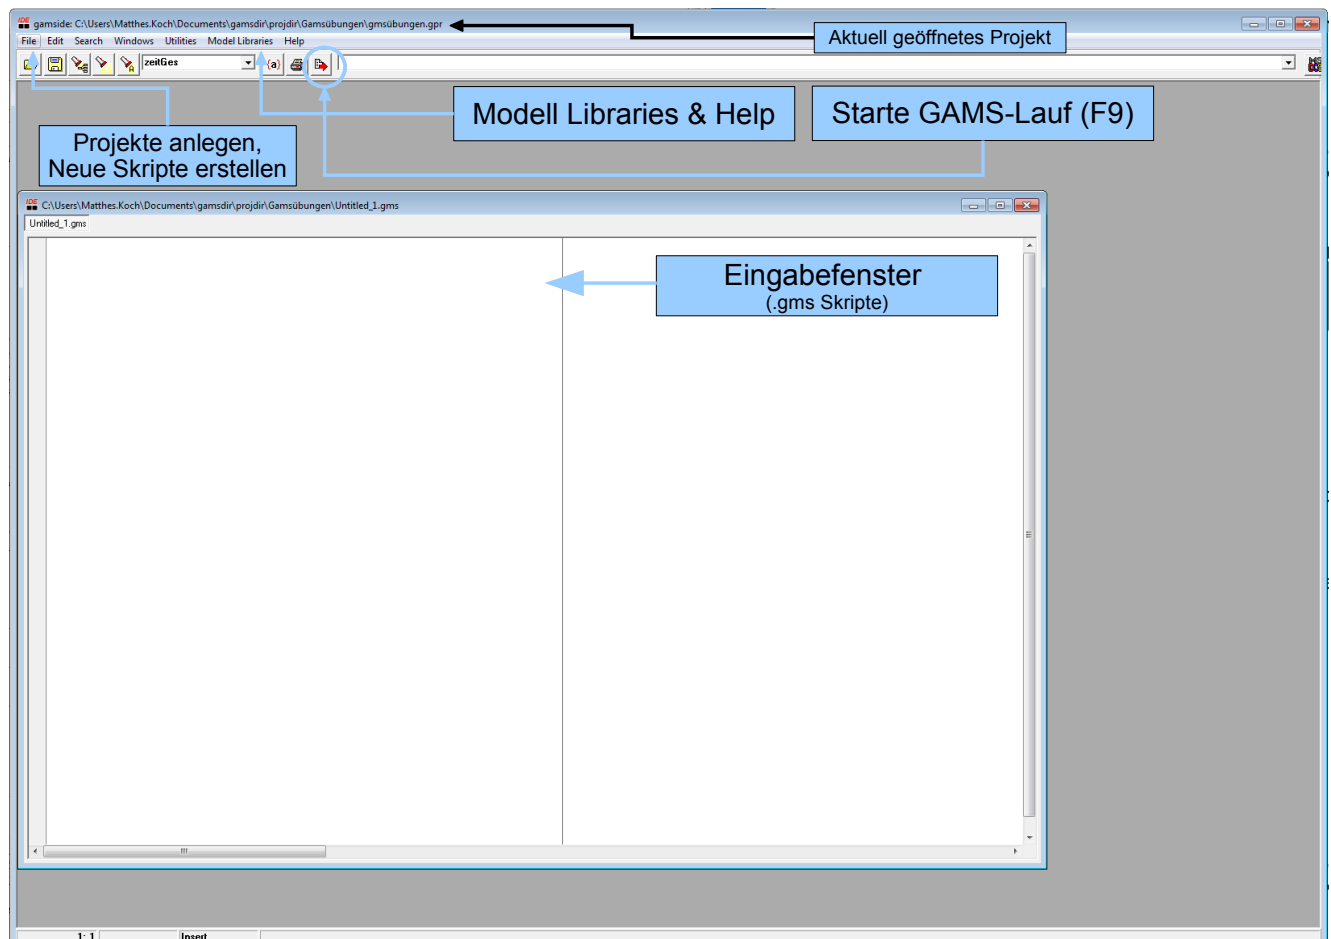 IDE gamside: C:\Users\Matthes.Koch\Documents\gamsdir\projdir\Gamsübungen\gmsübungen.gpr
Aktuell geöffnetes Projekt
File Edit Search Windows Utilities Model Libraries Help
zeitGes
{a}
Modell Libraries & Help
Starte GAMS-Lauf (F9)
Projekte anlegen,
Neue Skripte erstellen
IDE C:\Users\Matthes.Koch\Documents\gamsdir\projdir\Gamsübungen\Untitled_1.gms
Untitled_1.gms
Eingabefenster
(.gms Skripte)
1: 1 Insert